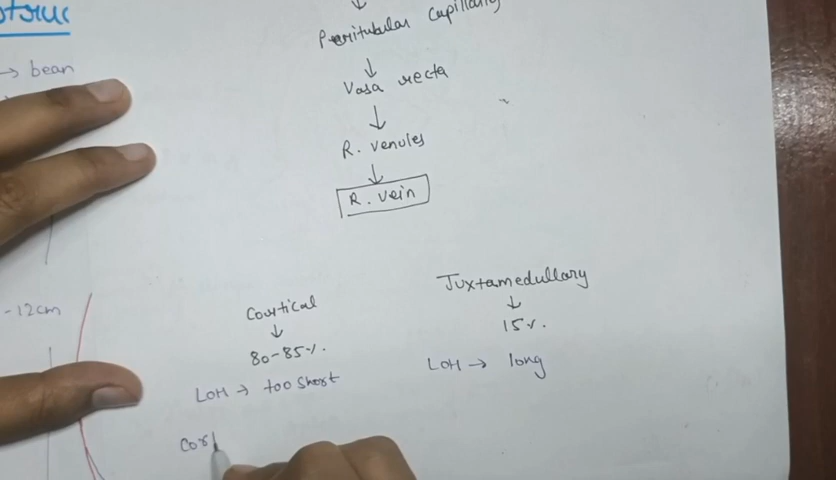 → bean
-12cm
↓
Peritubular capillary
↓
Vasa recta
↓
R. venules
↓
R. vein
Cortical
↓
80-85%.
LOH → too short
Cor
Juxtamedullary
↓
15%.
LOH → long